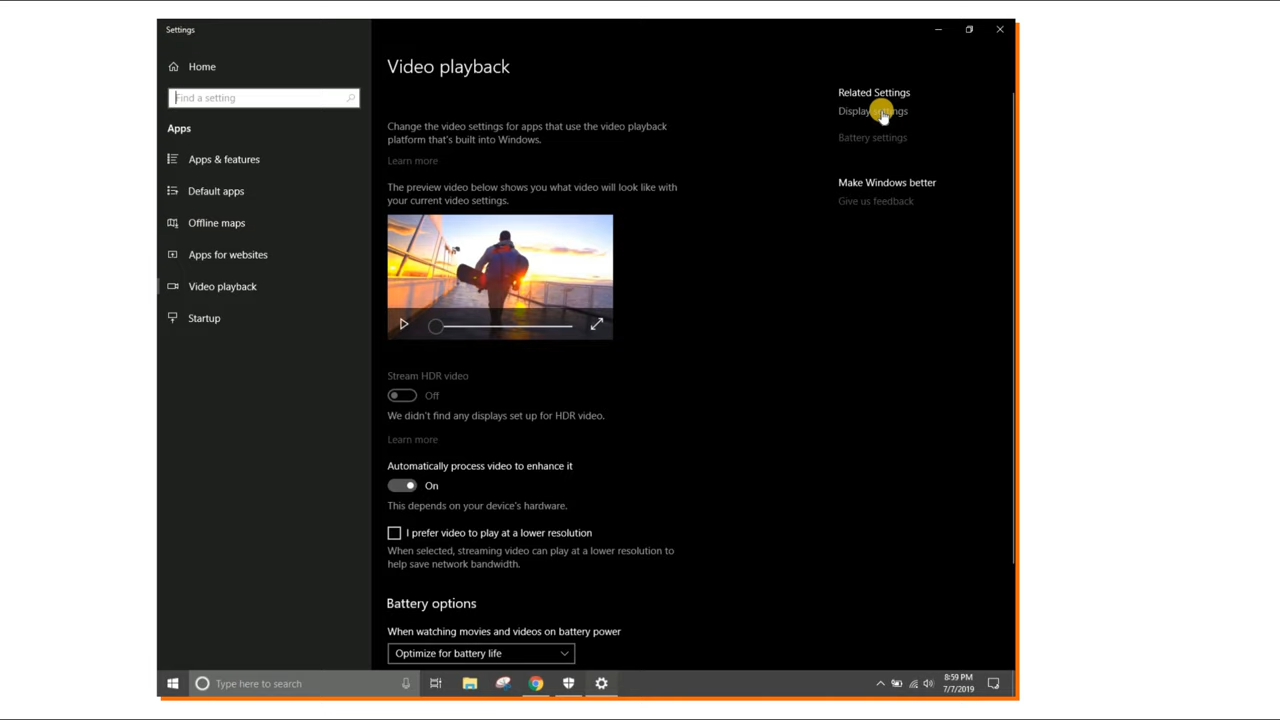 Settings
Home
Find a setting
Apps
Apps & features
Default apps
Offline maps
Apps for websites
Video playback
Startup
Video playback
Change the video settings for apps that use the video playback
platform that's built into Windows.
Learn more
The preview video below shows you what video will look like with
your current video settings.
Stream HDR video
Off
We didn't find any displays set up for HDR video.
Learn more
Automatically process video to enhance it
On
This depends on your device's hardware.
I prefer video to play at a lower resolution
When selected, streaming video can play at a lower resolution to
help save network bandwidth.
Battery options
When watching movies and videos on battery power
Optimize for battery life
Related Settings
Display settings
Battery settings
Make Windows better
Give us feedback
Type here to search
8:59 PM
7/7/2019